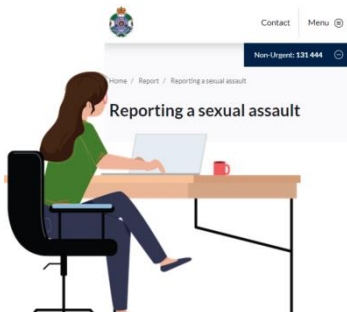 Contact Menu
Non-Urgent: 131 444
Home / Report / Reporting a sexual assault
Reporting a sexual assault